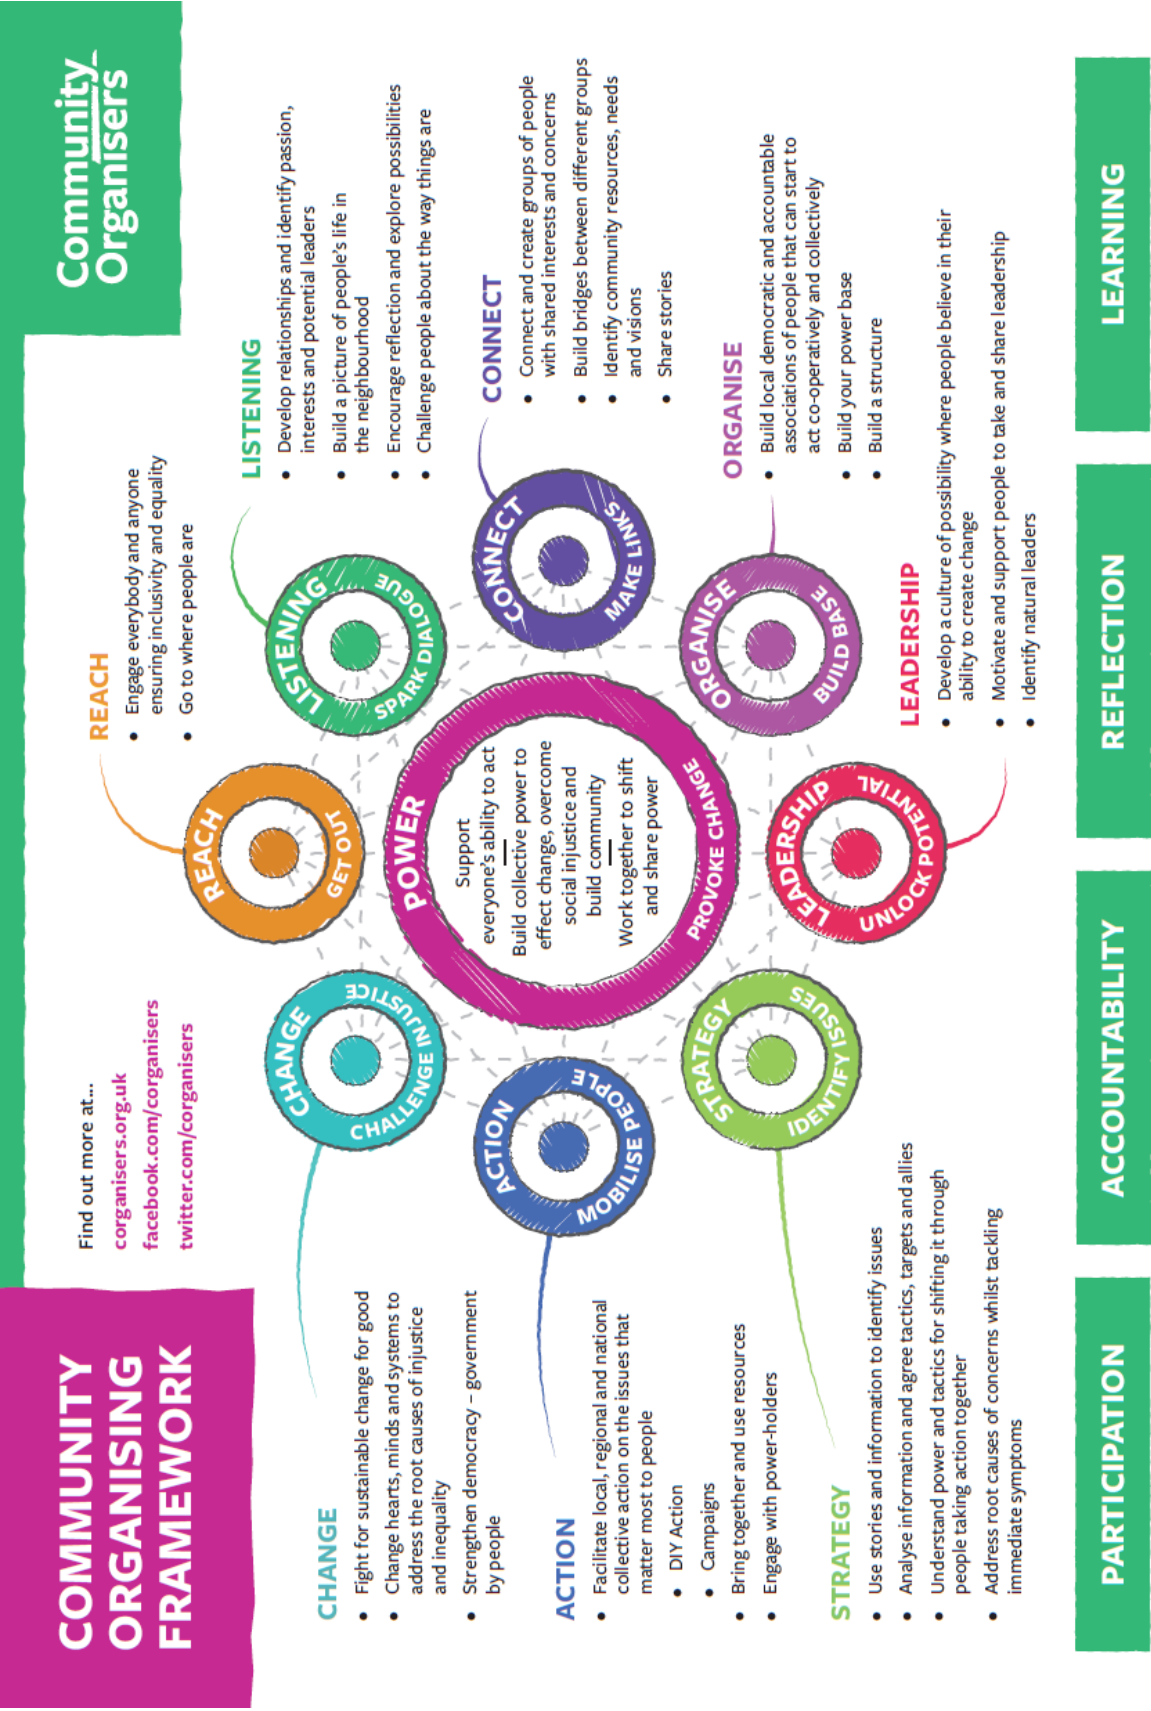 COMMUNITY
ORGANISING
FRAMEWORK
Find out more at...
corganisers.org.uk
facebook.com/corganisers
twitter.com/corganisers
Community
Organisers
REACH
• Engage everybody and anyone
ensuring inclusivity and equality
• Go to where people are
LISTENING
• Develop relationships and identify passion,
interests and potential leaders
• Build a picture of people's life in
the neighbourhood
• Encourage reflection and explore possibilities
• Challenge people about the way things are
CONNECT
• Connect and create groups of people
with shared interests and concerns
• Build bridges between different groups
• Identify community resources, needs
and visions
• Share stories
ORGANISE
• Build local democratic and accountable
associations of people that can start to
act co-operatively and collectively
• Build your power base
• Build a structure
LEADERSHIP
• Develop a culture of possibility where people believe in their
ability to create change
• Motivate and support people to take and share leadership
• Identify natural leaders
STRATEGY
• Use stories and information to identify issues
• Analyse information and agree tactics, targets and allies
• Understand power and tactics for shifting it through
people taking action together
• Address root causes of concerns whilst tackling
immediate symptoms
ACTION
• Facilitate local, regional and national
collective action on the issues that
matter most to people
• DIY Action
• Campaigns
• Bring together and use resources
• Engage with power-holders
CHANGE
• Fight for sustainable change for good
• Change hearts, minds and systems to
address the root causes of injustice
and inequality
• Strengthen democracy – government
by people
REACH
GET OUT
LISTENING
SPARK DIALOGUE
CONNECT
MAKE LINKS
ORGANISE
BUILD BASE
LEADERSHIP
UNLOCK POTENTIAL
STRATEGY
IDENTIFY ISSUES
ACTION
MOBILISE PEOPLE
CHANGE
CHALLENGE INJUSTICE
POWER
Support
everyone's ability to act
Build collective power to
effect change, overcome
social injustice and
build community
Work together to shift
and share power
PROVOKE CHANGE
PARTICIPATION
ACCOUNTABILITY
REFLECTION
LEARNING